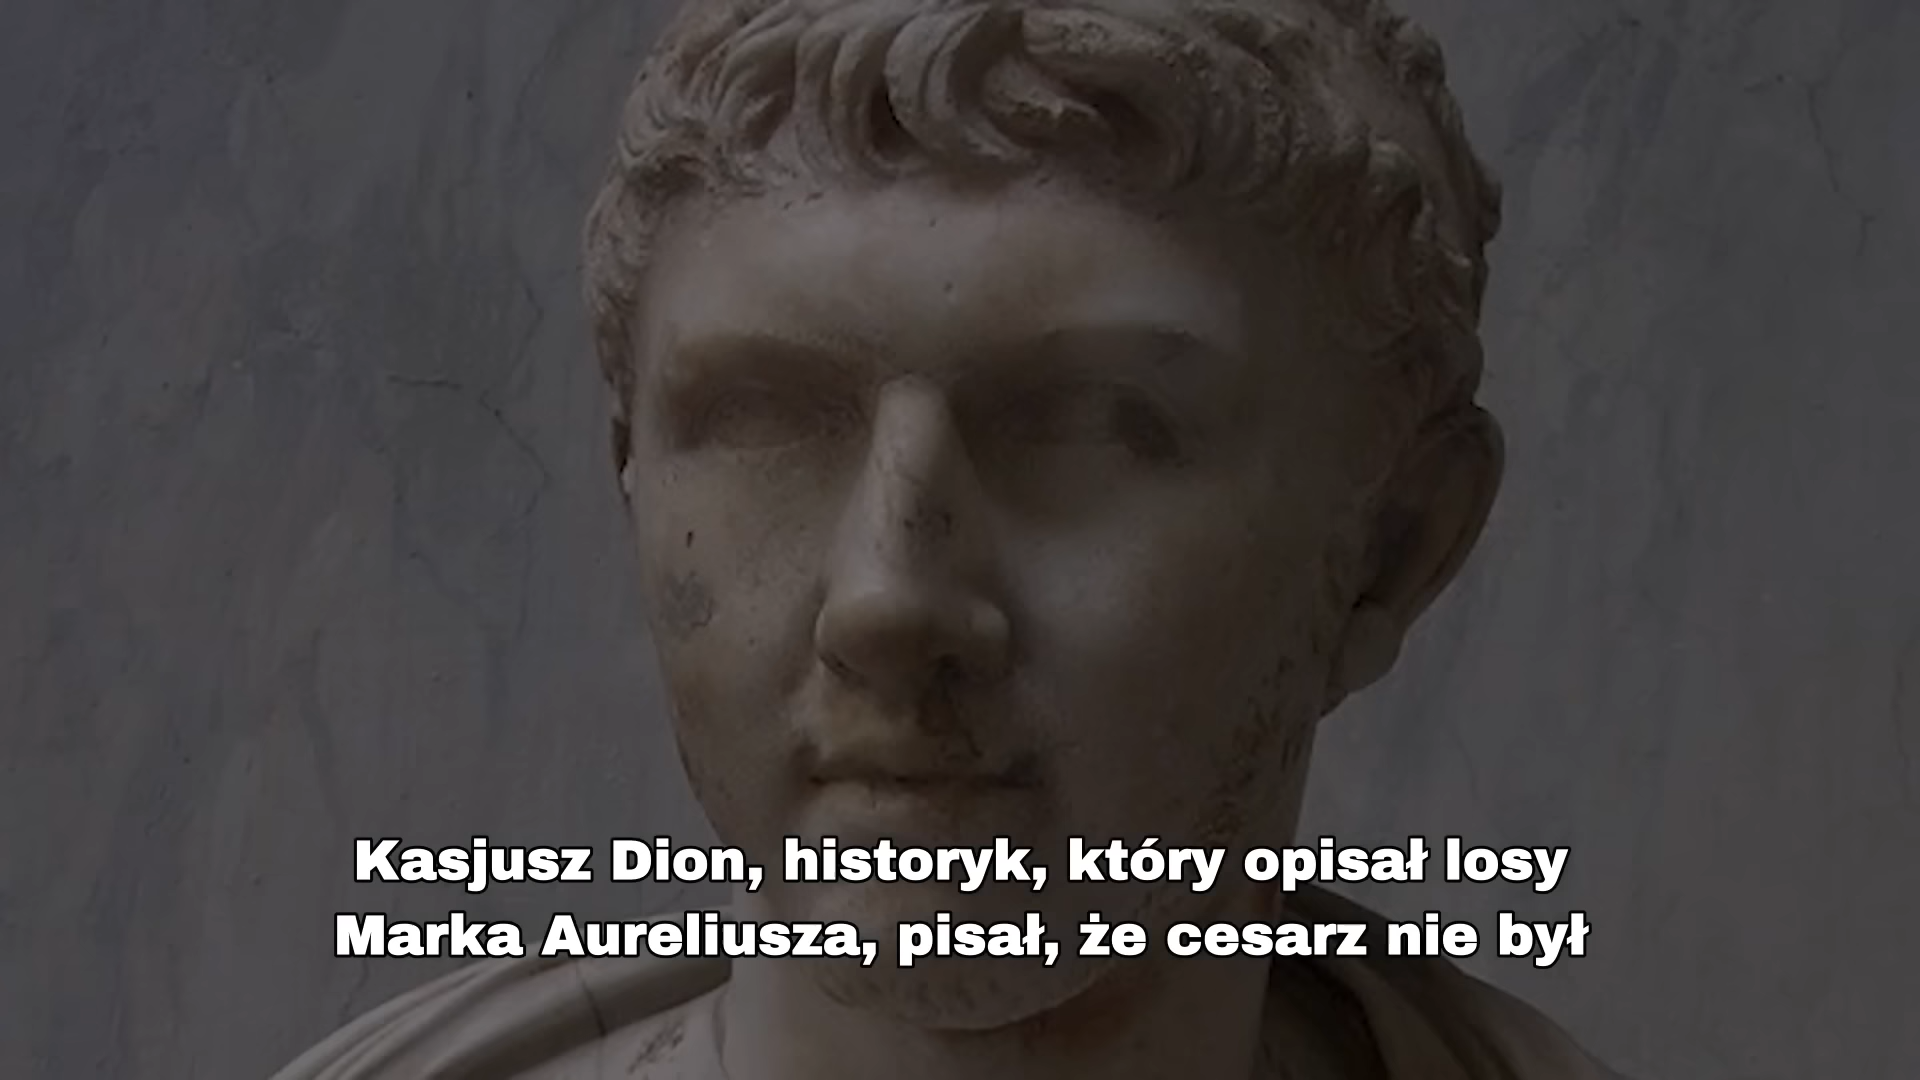 Kasjusz Dion, historyk, który opisał losy
Marka Aureliusza, pisał, że cesarz nie był